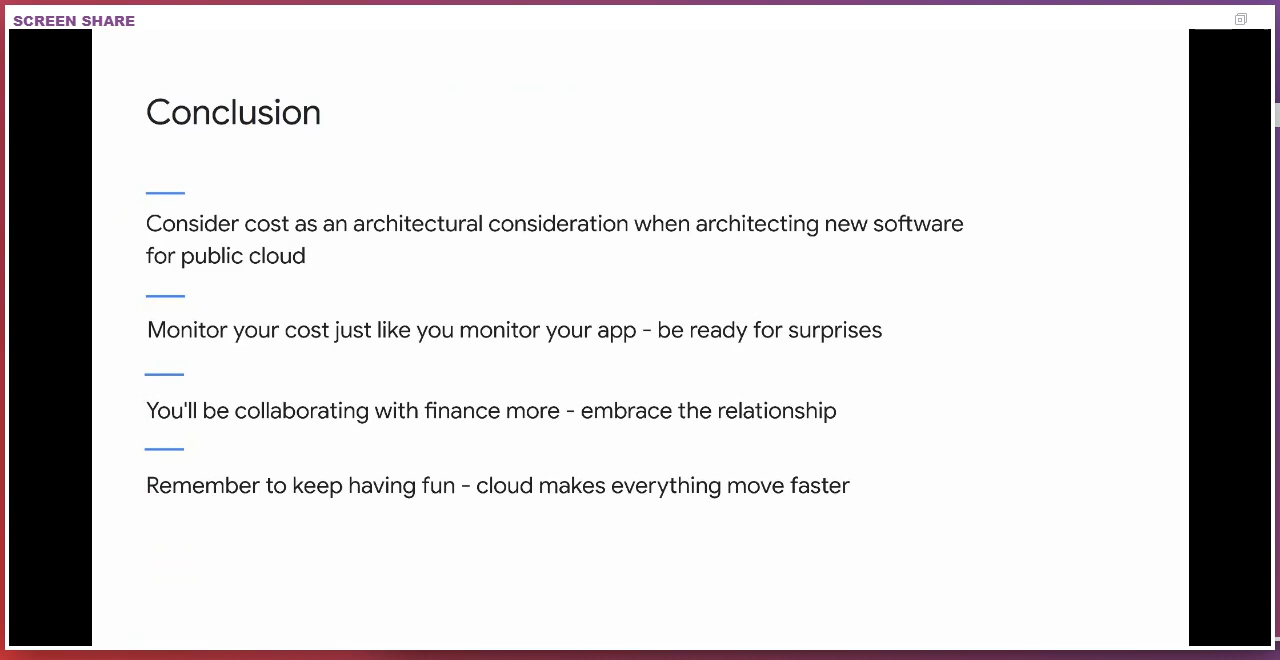 SCREEN SHARE
Conclusion
Consider cost as an architectural consideration when architecting new software
for public cloud
Monitor your cost just like you monitor your app - be ready for surprises
You'll be collaborating with finance more - embrace the relationship
Remember to keep having fun - cloud makes everything move faster